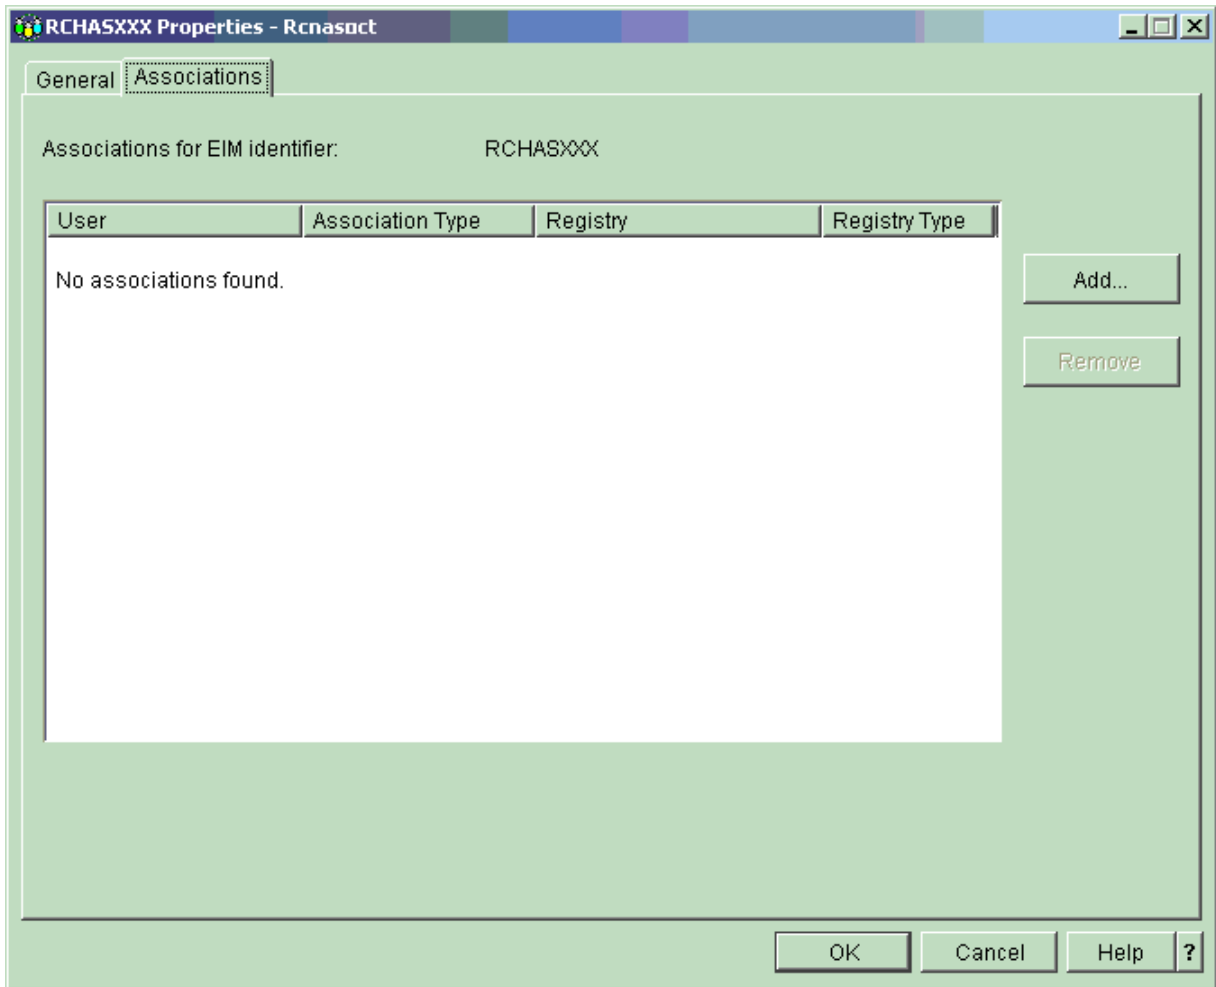 RCHASXXX Properties - Rcnasoct
General Associations
Associations for EIM identifier: RCHASXXX
User Association Type Registry Registry Type
No associations found.
Add...
Remove
OK Cancel Help ?